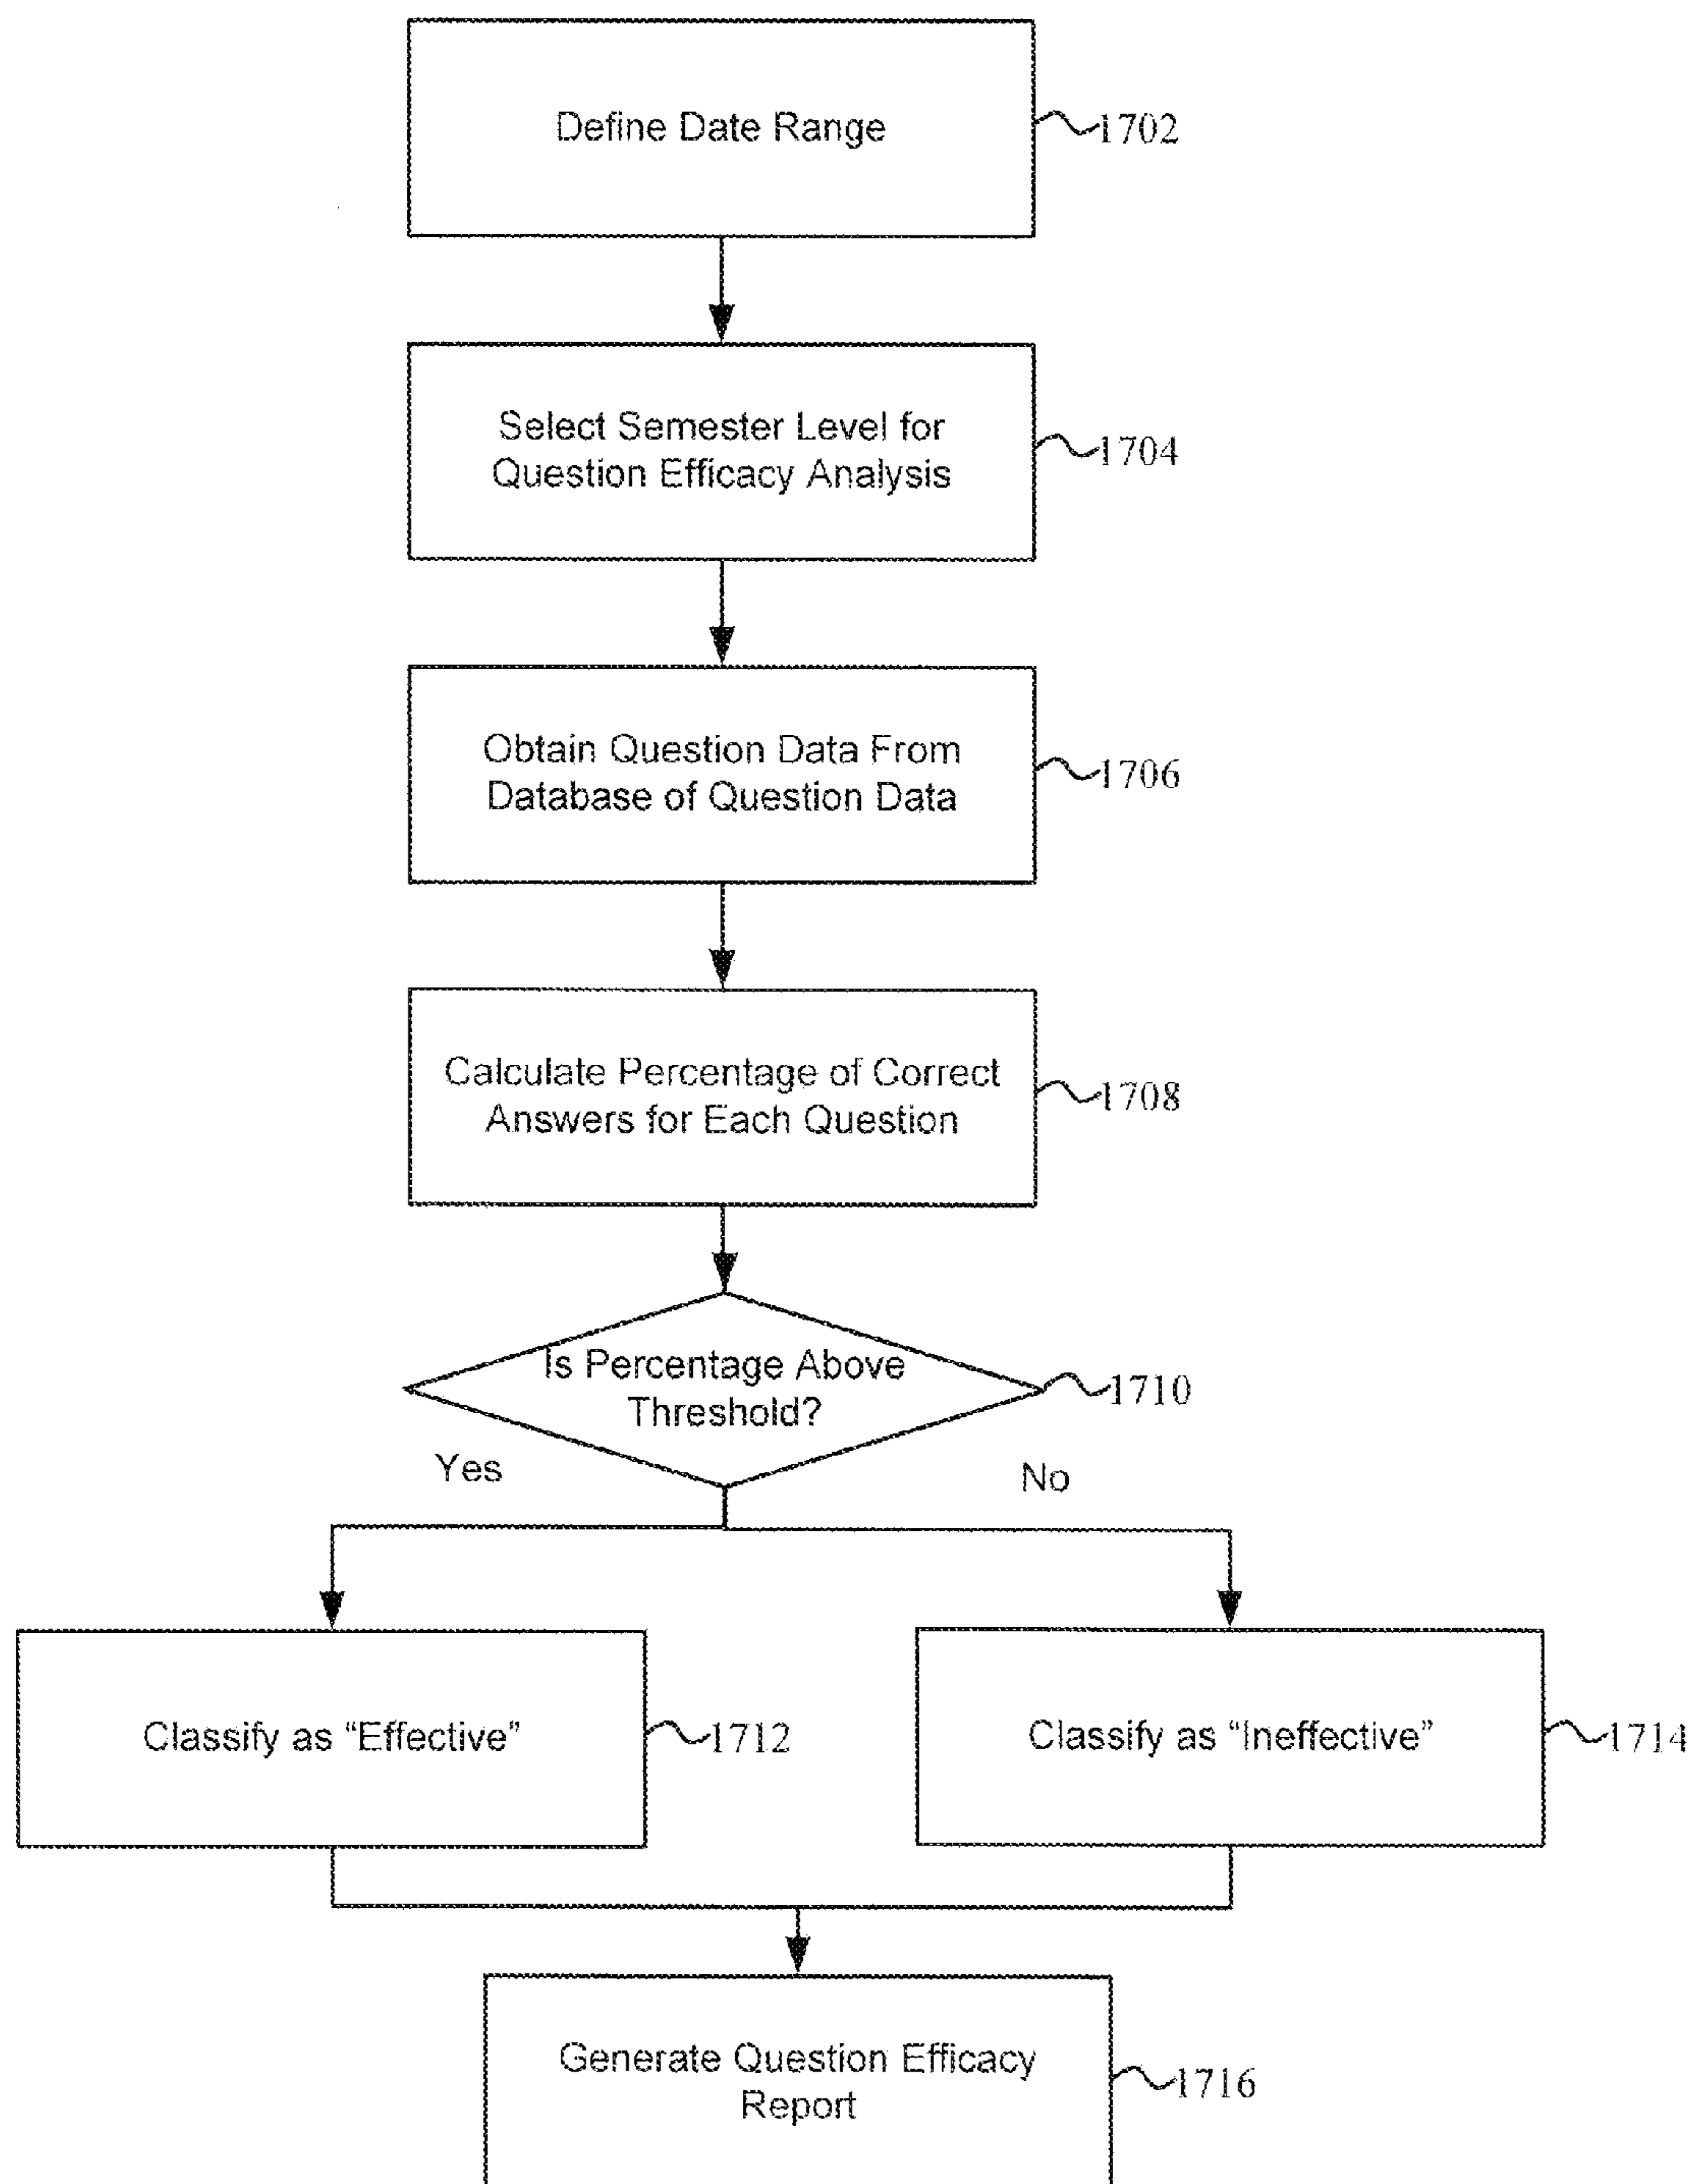 Define Date Range
1702
Select Semester Level for
Question Efficacy Analysis
1704
Obtain Question Data From
Database of Question Data
1706
Calculate Percentage of Correct
Answers for Each Question
1708
Is Percentage Above
Threshold?
1710
Yes
No
Classify as “Effective”
1712
Classify as “Ineffective”
1714
Generate Question Efficacy
Report
1716